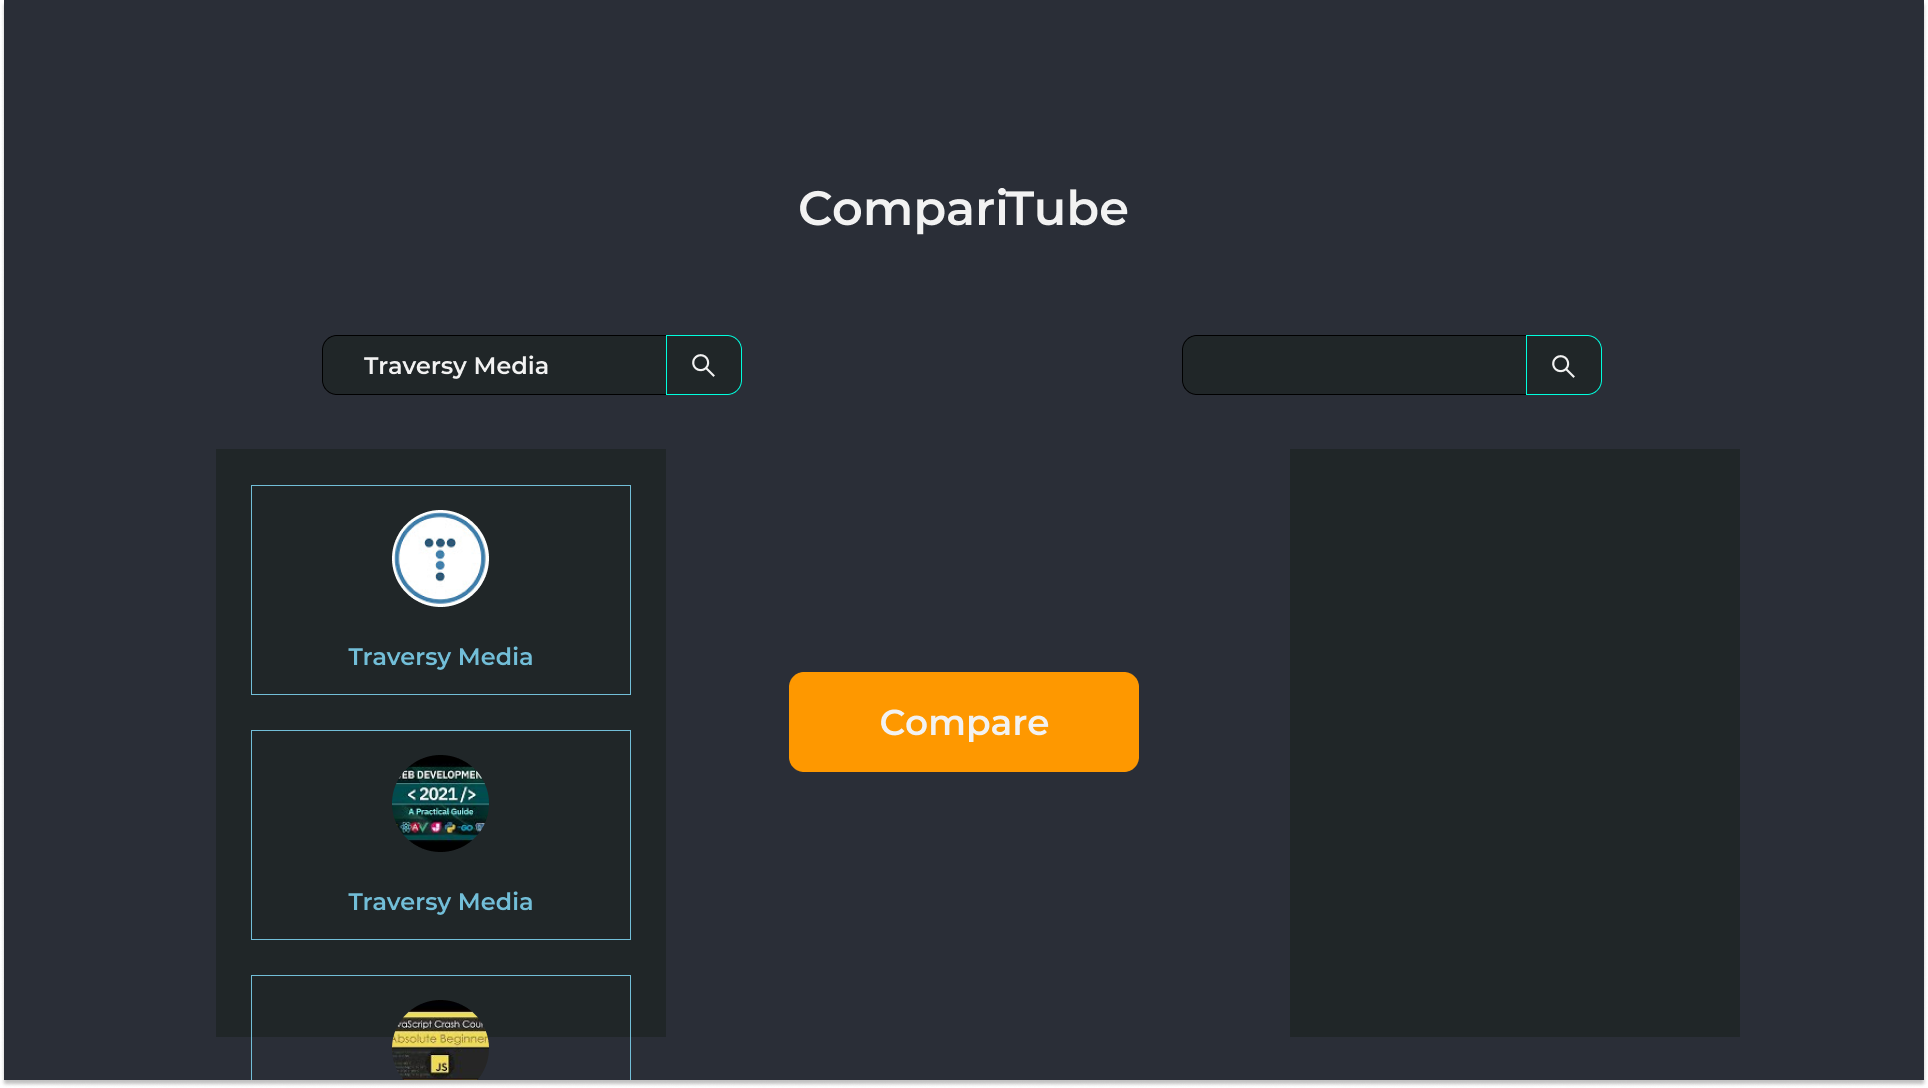 CompariTube
Traversy Media
Traversy Media
EB DEVELOPMEN
< 2021 />
A Practical Guide
GO
Traversy Media
vaScript Crash Cou
Absolute Beginner
JS
Compare